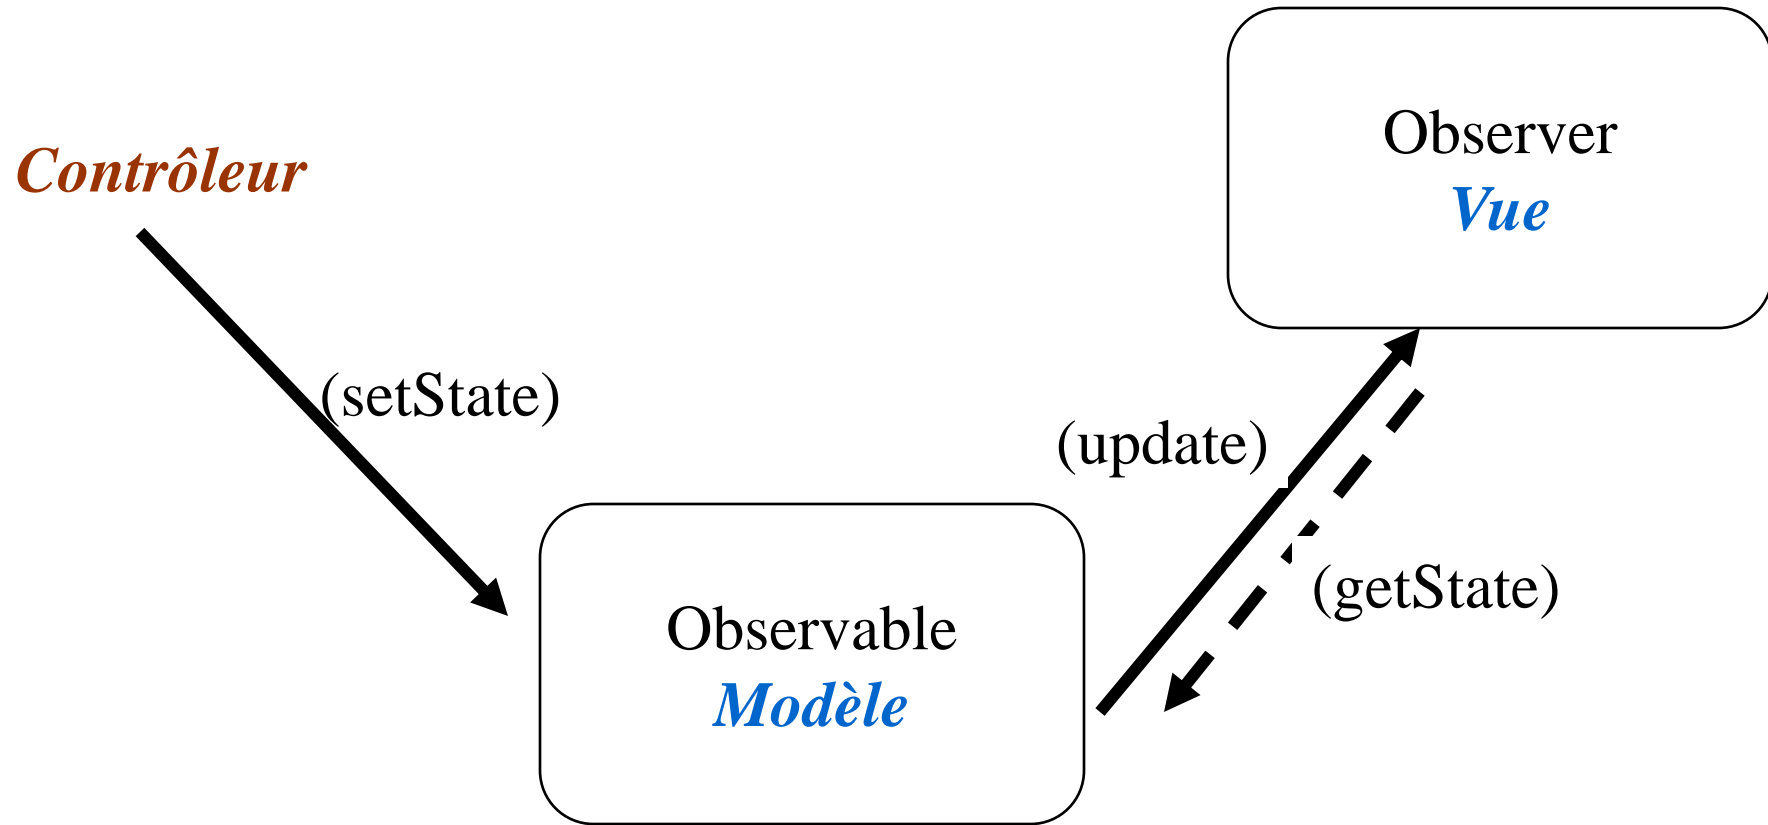 Observer
Vue
Contrôleur
(setState)
(update)
(getState)
Observable
Modèle